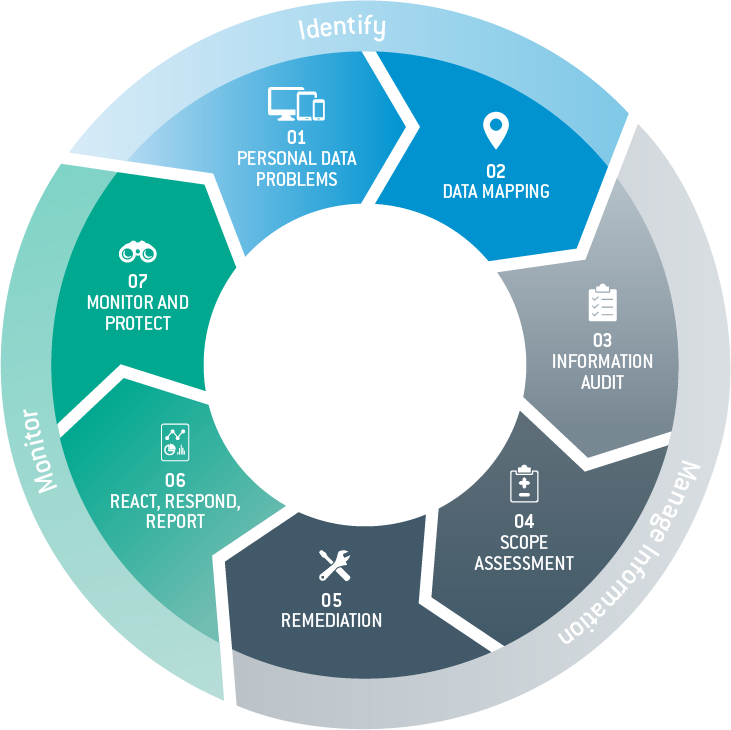 Identify
01
PERSONAL DATA
PROBLEMS
02
DATA MAPPING
03
INFORMATION
AUDIT
Manage Information
04
SCOPE
ASSESSMENT
05
REMEDIATION
06
REACT, RESPOND,
REPORT
Monitor
07
MONITOR AND
PROTECT